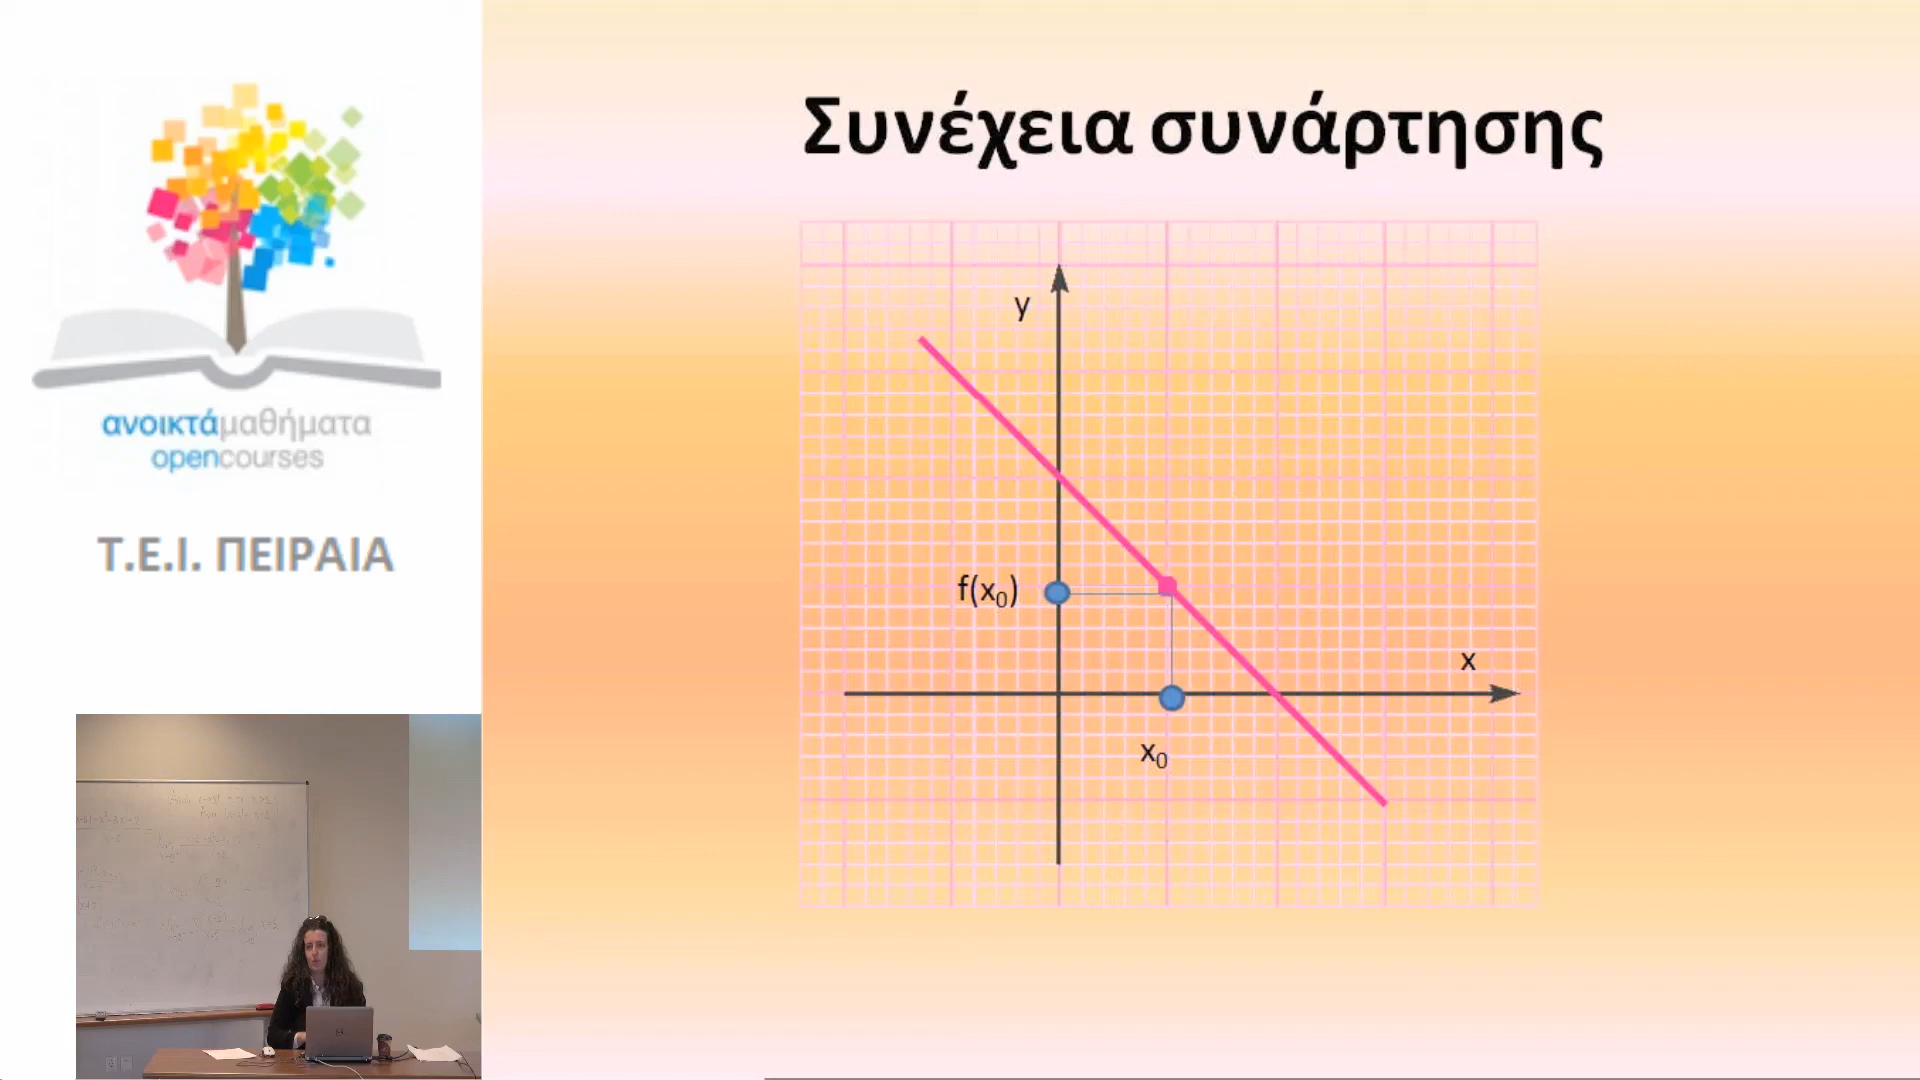 Συνέχεια συνάρτησης
y
f(x₀)
x
x₀
ανοικτάμαθήματα
opencourses
Τ.Ε.Ι. ΠΕΙΡΑΙΑ